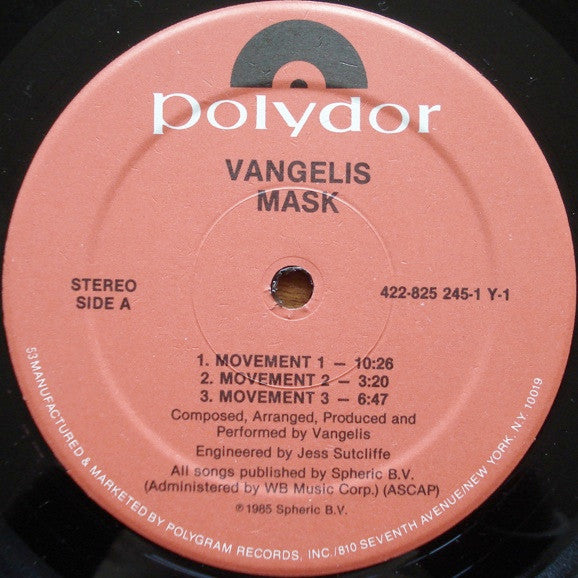 polydor
VANGELIS
MASK
STEREO
SIDE A
422-825 245-1 Y-1
1. MOVEMENT 1 — 10:26
2. MOVEMENT 2 — 3:20
3. MOVEMENT 3 — 6:47
Composed, Arranged, Produced and
Performed by Vangelis
Engineered by Jess Sutcliffe
All songs published by Spheric B.V.
(Administered by WB Music Corp.) (ASCAP)
℗ 1985 Spheric B.V.
53 MANUFACTURED & MARKETED BY POLYGRAM RECORDS, INC./810 SEVENTH AVENUE/NEW YORK, N.Y. 10019